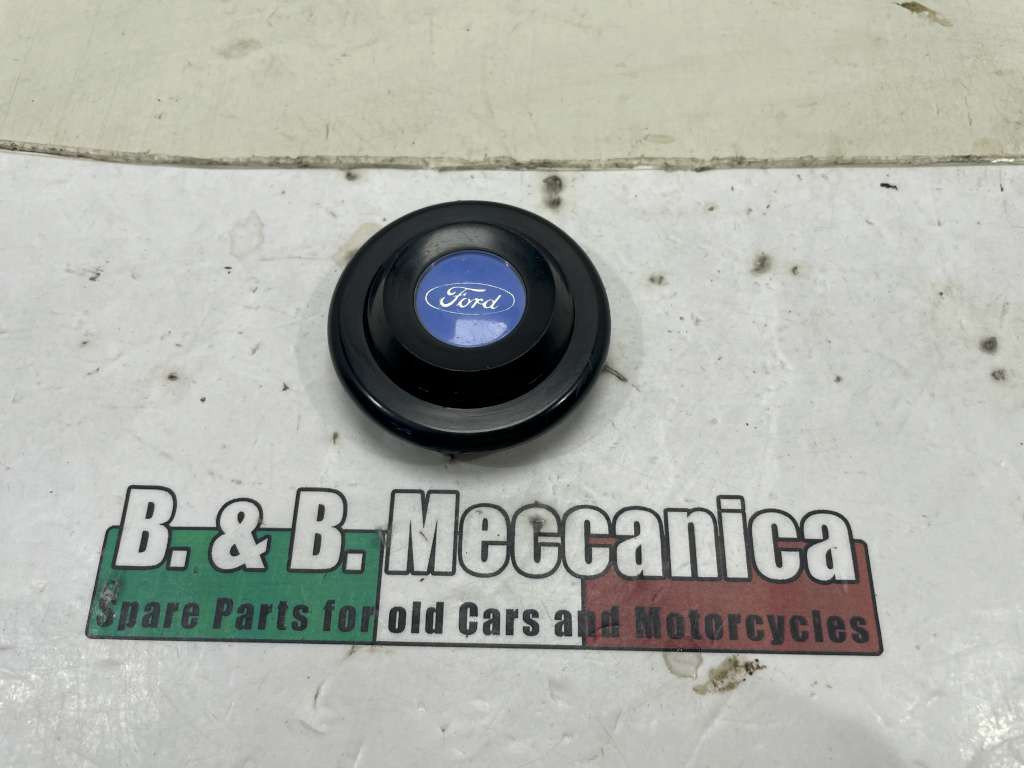 Ford
B. & B. Meccanica
Spare Parts for old Cars and Motorcycles